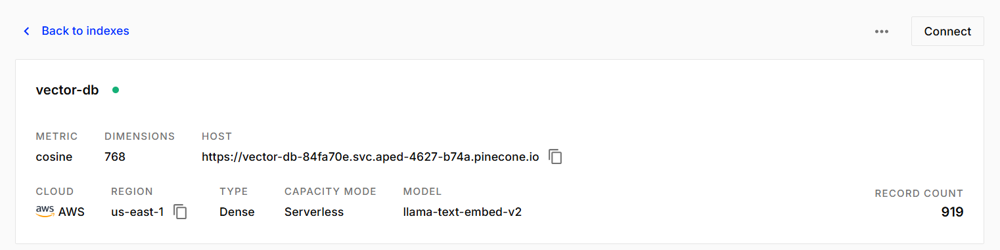 Back to indexes
Connect
vector-db
METRIC DIMENSIONS HOST
cosine 768 https://vector-db-84fa70e.svc.aped-4627-b74a.pinecone.io
CLOUD REGION TYPE CAPACITY MODE MODEL RECORD COUNT
aws AWS us-east-1 Dense Serverless llama-text-embed-v2 919